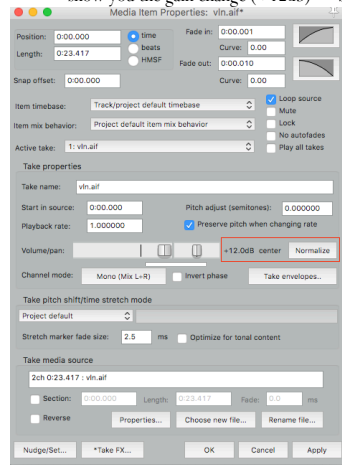 show you the gain change (+12db)
Media Item Properties: vln.aif*
Position: 0:00.000 time Fade in: 0:00.001
beats Curve: 0.00
Length: 0:23.417 HMSF Fade out: 0:00.010
Snap offset: 0:00.000 Curve: 0.00
Item timebase: Track/project default timebase Loop source
Mute
Item mix behavior: Project default item mix behavior Lock
No autofades
Active take: 1: vln.aif Play all takes
Take properties
Take name: vln.aif
Start in source: 0:00.000 Pitch adjust (semitones): 0.000000
Playback rate: 1.000000 Preserve pitch when changing rate
Volume/pan: +12.0dB center Normalize
Channel mode: Mono (Mix L+R) Invert phase Take envelopes..
Take pitch shift/time stretch mode
Project default
Stretch marker fade size: 2.5 ms Optimize for tonal content
Take media source
2ch 0:23.417 : vln.aif
Section: 0:00.000 Length: 0:23.417 Fade: 0.0 ms
Reverse Properties... Choose new file... Rename file...
Nudge/Set... *Take FX... OK Cancel Apply